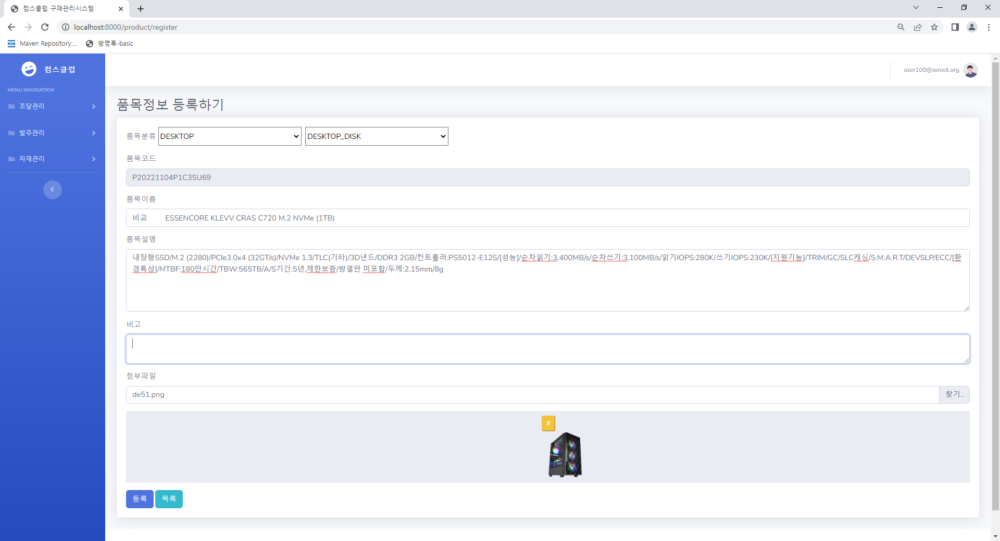 컴스클럽 구매관리시스템
localhost:8000/product/register
MVN Maven Repository:... 방명록-basic
컴스클럽
user100@zerock.org
MENU NAVIGATION
조달관리
발주관리
자재관리
품목정보 등록하기
품목분류 DESKTOP DESKTOP_DISK
품목코드
P20221104P1C3SU69
품목이름
비교 ESSENCORE KLEVV CRAS C720 M.2 NVMe (1TB)
품목설명
내장형SSD/M.2 (2280)/PCIe3.0x4 (32GT/s)/NVMe 1.3/TLC(기타)/3D낸드/DDR3 2GB/컨트롤러:PS5012-E12S/[성능]/순차읽기:3,400MB/s/순차쓰기:3,100MB/s/읽기IOPS:280K/쓰기IOPS:230K/[지원기능]/TRIM/GC/SLC캐싱/S.M.A.R.T/DEVSLP/ECC/[환
경특성]/MTBF:180만시간/TBW:565TB/A/S기간:5년,제한보증/방열판 미포함/두께:2.15mm/8g
비고
첨부파일
de51.png 찾기..
X
등록 목록